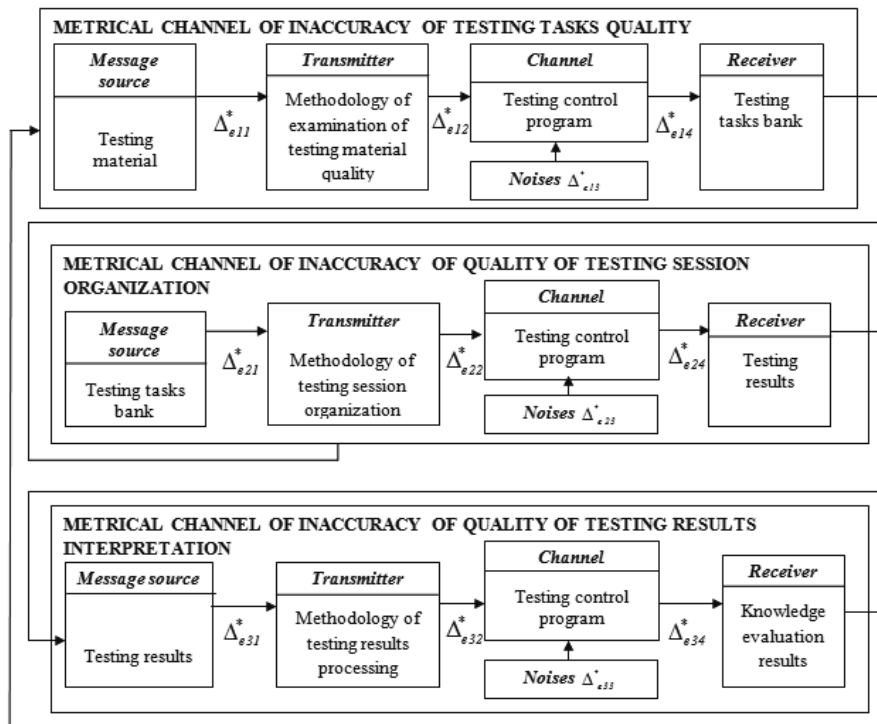 METRICAL CHANNEL OF INACCURACY OF TESTING TASKS QUALITY
Message
source
Testing
material
Δ*e11
Transmitter
Methodology of
examination of
testing material
quality
Δ*e12
Channel
Testing control
program
Noises Δ*e13
Δ*e14
Receiver
Testing
tasks bank
METRICAL CHANNEL OF INACCURACY OF QUALITY OF TESTING SESSION
ORGANIZATION
Message
source
Testing tasks
bank
Δ*e21
Transmitter
Methodology of
testing session
organization
Δ*e22
Channel
Testing control
program
Noises Δ*e23
Δ*e24
Receiver
Testing
results
METRICAL CHANNEL OF INACCURACY OF QUALITY OF TESTING RESULTS
INTERPRETATION
Message source
Testing results
Δ*e31
Transmitter
Methodology of
testing results
processing
Δ*e32
Channel
Testing control
program
Noises Δ*e33
Δ*e34
Receiver
Knowledge
evaluation
results